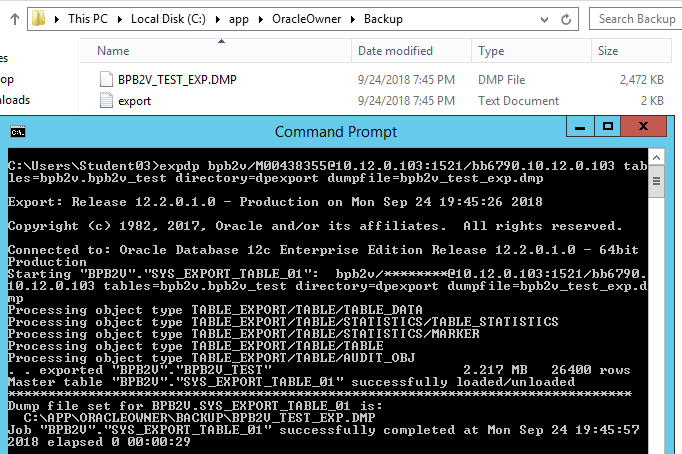 This PC Local Disk (C:) app OracleOwner Backup Search Backup
res
Name Date modified Type Size
op BPB2V_TEST_EXP.DMP 9/24/2018 7:45 PM DMP File 2,472 KB
nloads export 9/24/2018 7:45 PM Text Document 2 KB
Command Prompt
C:\Users\Student03>expdp bpb2v/M00438355@10.12.0.103:1521/bb6790.10.12.0.103 tab
les=bpb2v.bpb2v_test directory=dpexport dumpfile=bpb2v_test_exp.dmp
Export: Release 12.2.0.1.0 - Production on Mon Sep 24 19:45:26 2018
Copyright (c) 1982, 2017, Oracle and/or its affiliates.  All rights reserved.
Connected to: Oracle Database 12c Enterprise Edition Release 12.2.0.1.0 - 64bit
Production
Starting "BPB2V"."SYS_EXPORT_TABLE_01":  bpb2v/********@10.12.0.103:1521/bb6790.
10.12.0.103 tables=bpb2v.bpb2v_test directory=dpexport dumpfile=bpb2v_test_exp.d
mp
Processing object type TABLE_EXPORT/TABLE/TABLE_DATA
Processing object type TABLE_EXPORT/TABLE/STATISTICS/TABLE_STATISTICS
Processing object type TABLE_EXPORT/TABLE/STATISTICS/MARKER
Processing object type TABLE_EXPORT/TABLE/TABLE
Processing object type TABLE_EXPORT/TABLE/AUDIT_OBJ
. . exported "BPB2V"."BPB2V_TEST" 2.217 MB 26400 rows
Master table "BPB2V"."SYS_EXPORT_TABLE_01" successfully loaded/unloaded
******************************************************************************
Dump file set for BPB2V.SYS_EXPORT_TABLE_01 is:
C:\APP\ORACLEOWNER\BACKUP\BPB2V_TEST_EXP.DMP
Job "BPB2V"."SYS_EXPORT_TABLE_01" successfully completed at Mon Sep 24 19:45:57
2018 elapsed 0 00:00:29